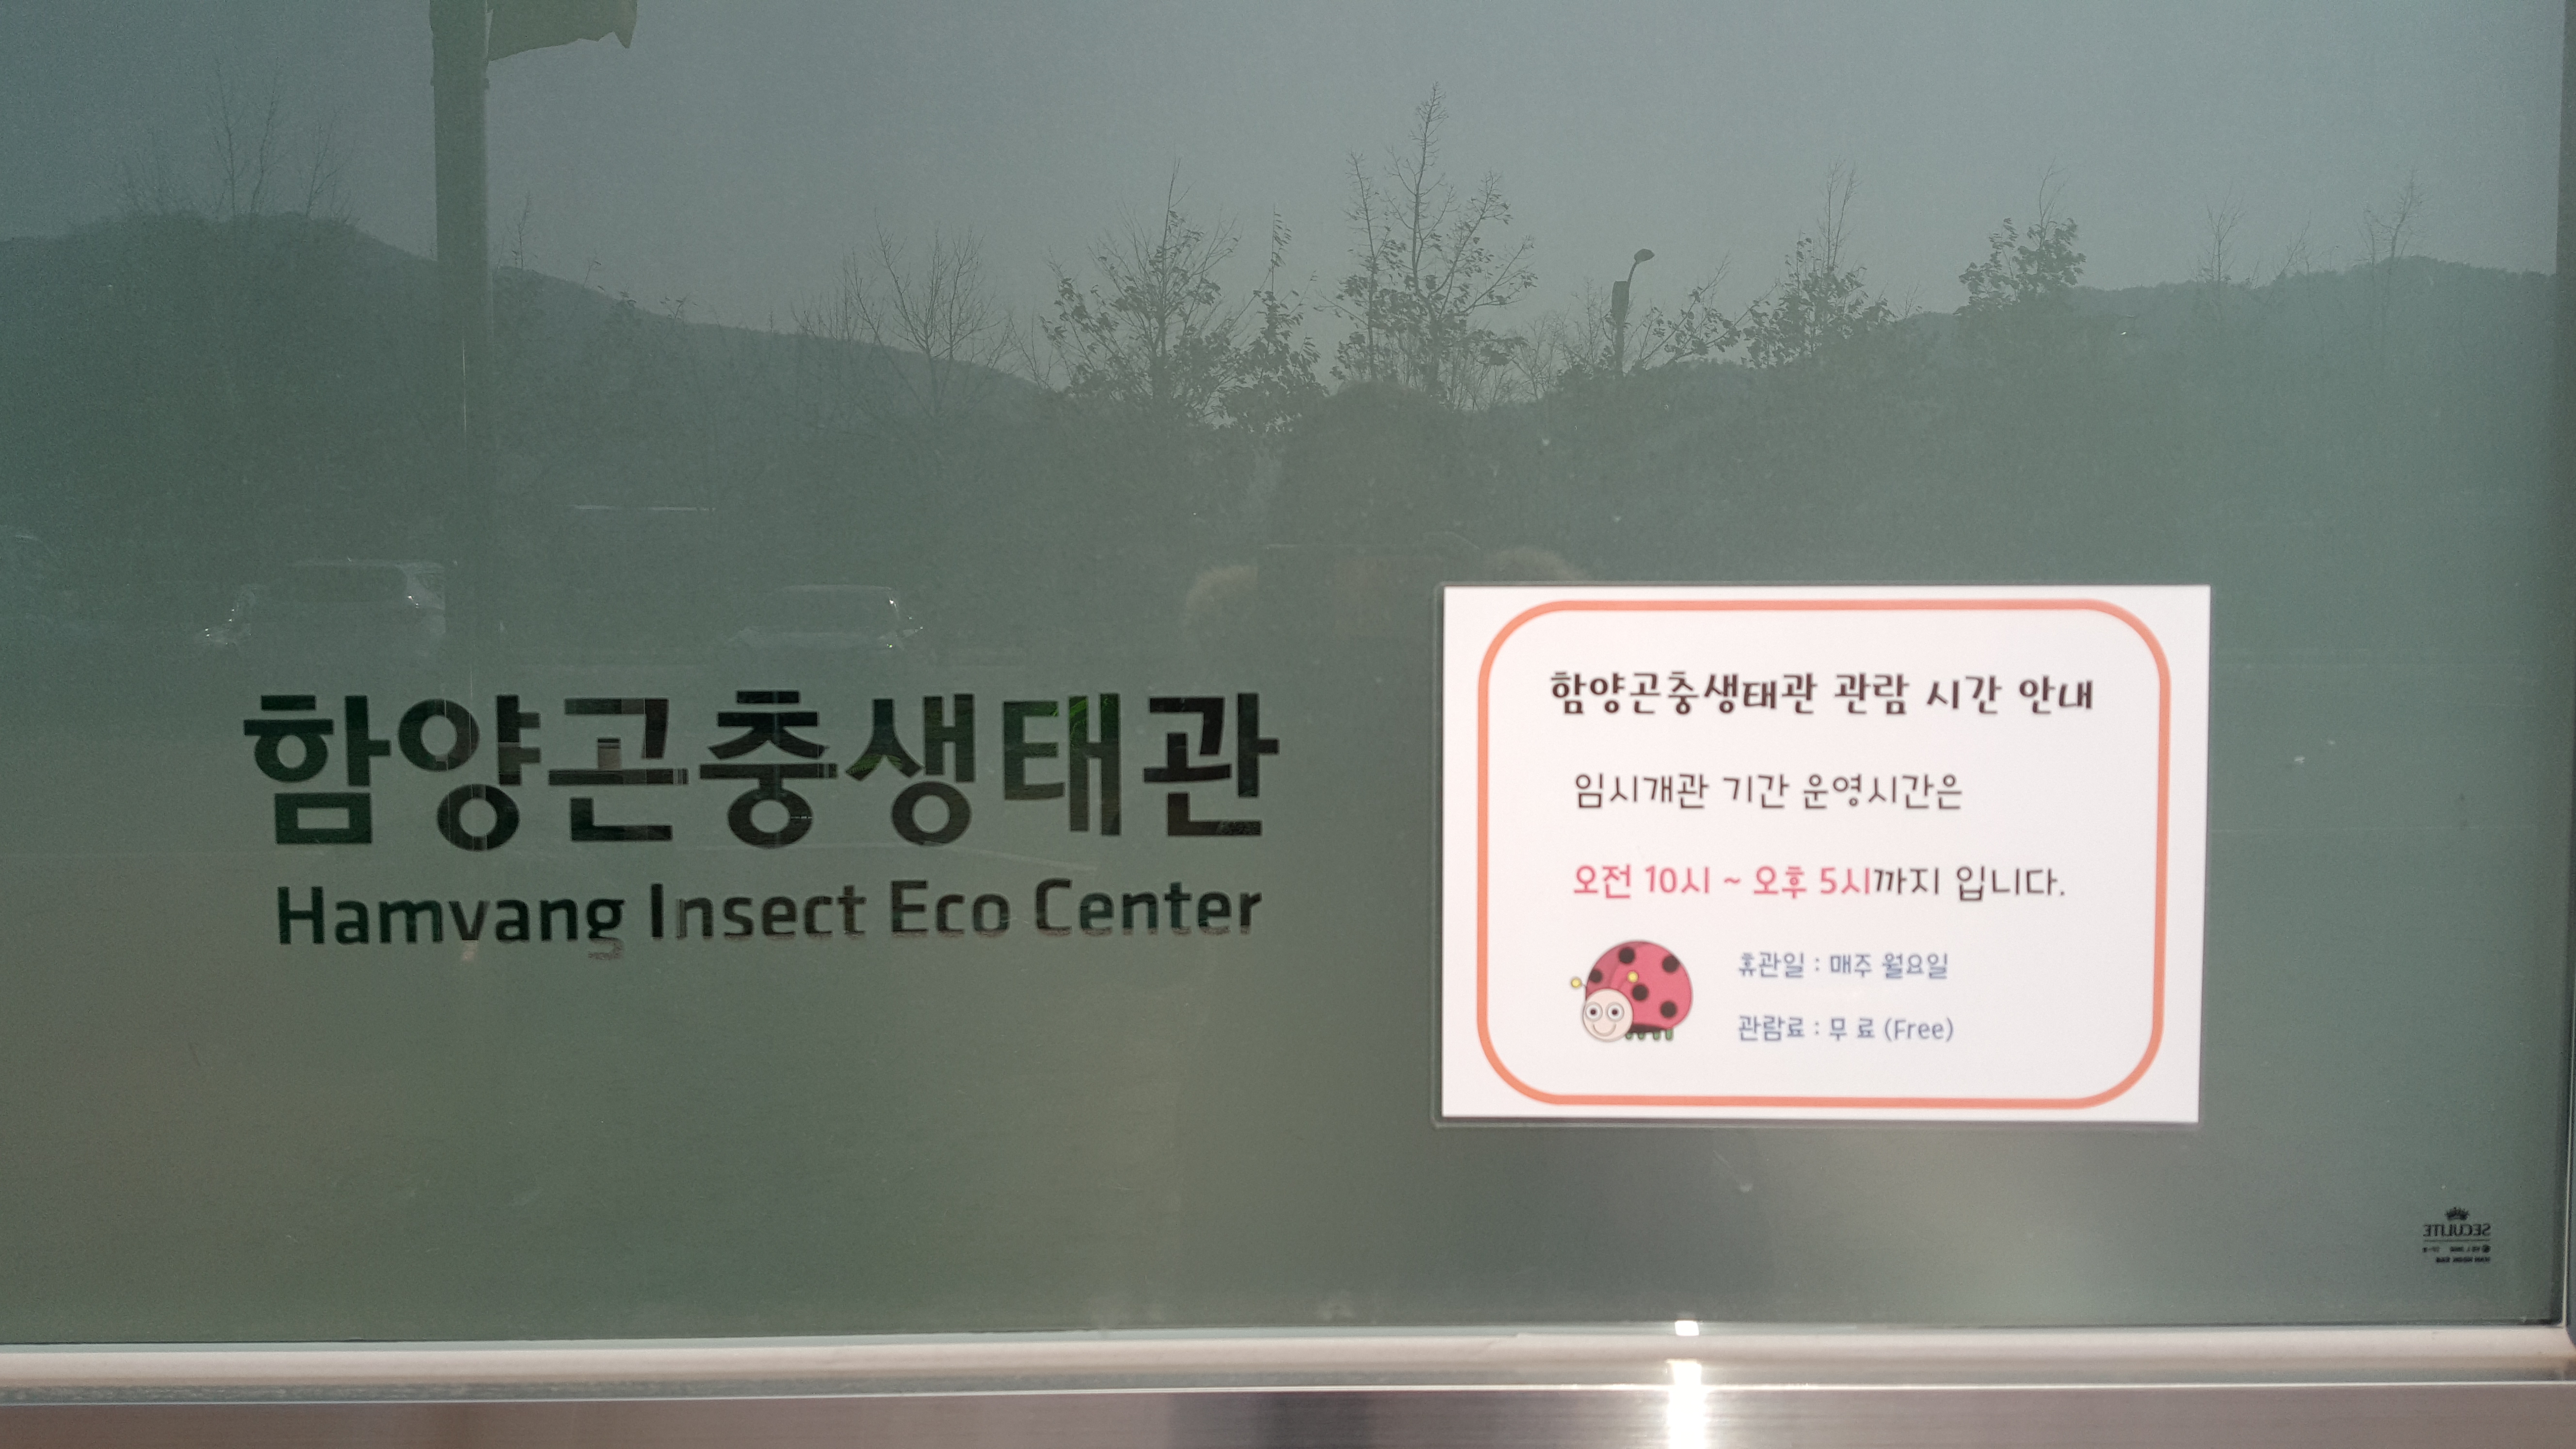 함양곤충생태관
Hamyang Insect Eco Center
함양곤충생태관 관람 시간 안내
임시개관 기간 운영시간은
오전 10시 ~ 오후 5시까지 입니다.
휴관일 : 매주 월요일
관람료 : 무 료 (Free)
SECULITE